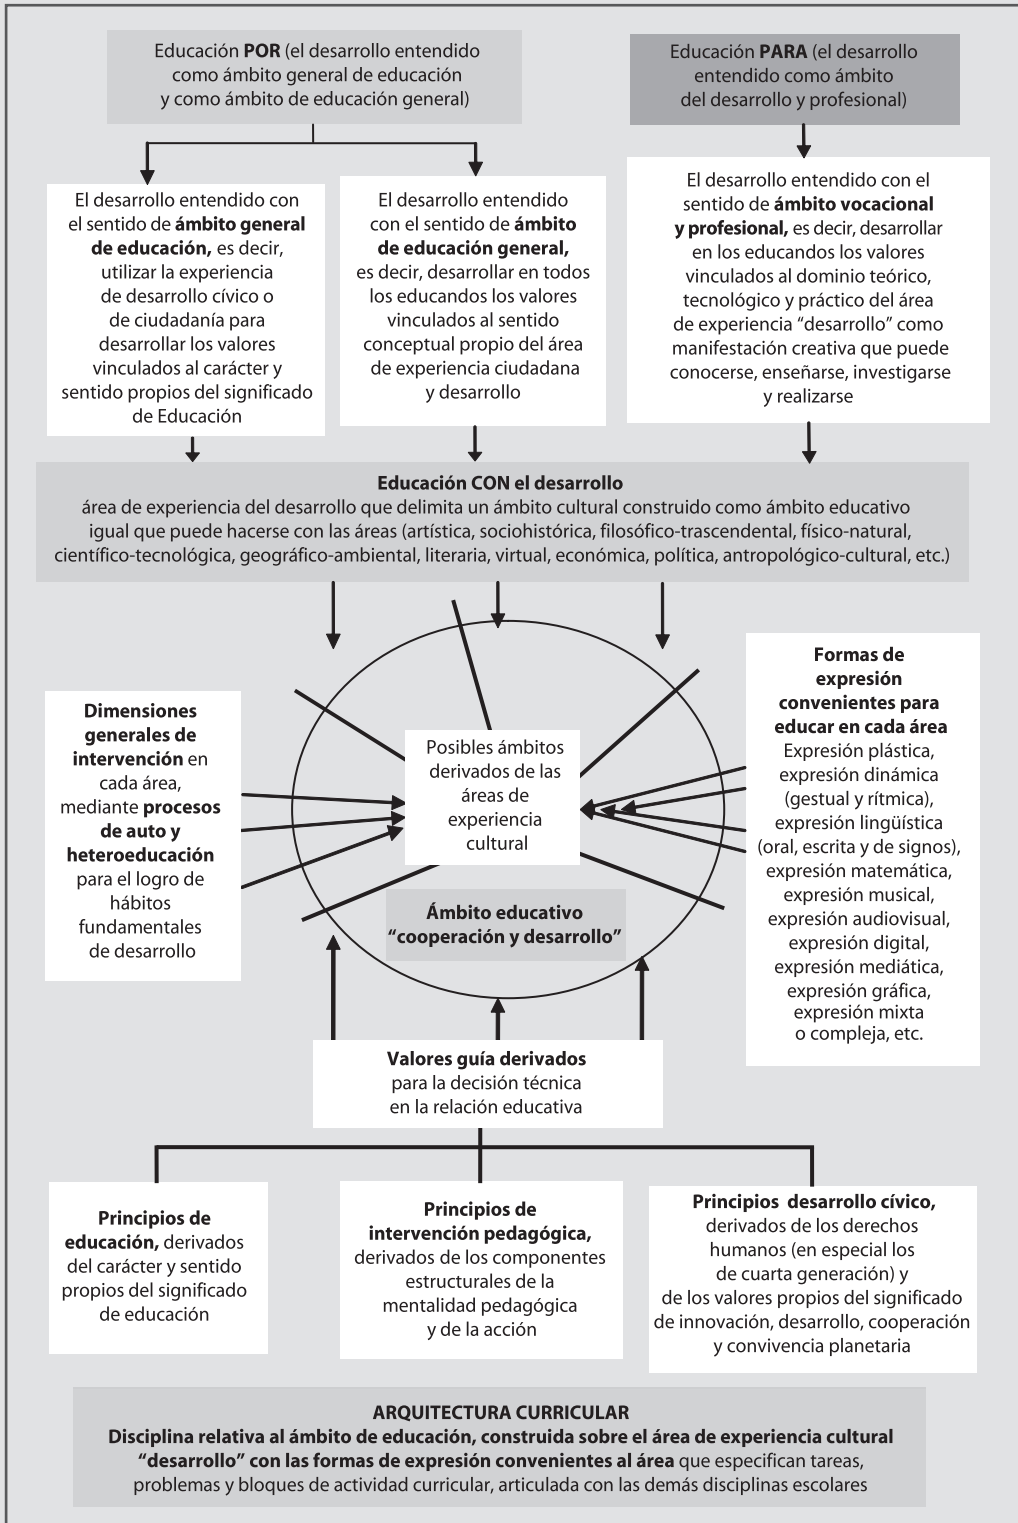 Educación POR (el desarrollo entendido
como ámbito general de educación
y como ámbito de educación general)
Educación PARA (el desarrollo
entendido como ámbito
del desarrollo y profesional)
El desarrollo entendido con
el sentido de ámbito general
de educación, es decir,
utilizar la experiencia
de desarrollo cívico o
de ciudadanía para
desarrollar los valores
vinculados al carácter y
sentido propios del significado
de Educación
El desarrollo entendido
con el sentido de ámbito
de educación general,
es decir, desarrollar en todos
los educandos los valores
vinculados al sentido
conceptual propio del área
de experiencia ciudadana
y desarrollo
El desarrollo entendido con el
sentido de ámbito vocacional
y profesional, es decir, desarrollar
en los educandos los valores
vinculados al dominio teórico,
tecnológico y práctico del área
de experiencia “desarrollo” como
manifestación creativa que puede
conocerse, enseñarse, investigarse
y realizarse
Educación CON el desarrollo
área de experiencia del desarrollo que delimita un ámbito cultural construido como ámbito educativo
igual que puede hacerse con las áreas (artística, sociohistórica, filosófico-trascendental, físico-natural,
científico-tecnológica, geográfico-ambiental, literaria, virtual, económica, política, antropológico-cultural, etc.)
Dimensiones
generales de
intervención en
cada área,
mediante procesos
de auto y
heteroeducación
para el logro de
hábitos
fundamentales
de desarrollo
Posibles ámbitos
derivados de las
áreas de
experiencia
cultural
Ámbito educativo
“cooperación y desarrollo”
Formas de
expresión
convenientes para
educar en cada área
Expresión plástica,
expresión dinámica
(gestual y rítmica),
expresión lingüística
(oral, escrita y de signos),
expresión matemática,
expresión musical,
expresión audiovisual,
expresión digital,
expresión mediática,
expresión gráfica,
expresión mixta
o compleja, etc.
Valores guía derivados
para la decisión técnica
en la relación educativa
Principios de
educación, derivados
del carácter y sentido
propios del significado
de educación
Principios de
intervención pedagógica,
derivados de los componentes
estructurales de la
mentalidad pedagógica
y de la acción
Principios desarrollo cívico,
derivados de los derechos
humanos (en especial los
de cuarta generación) y
de los valores propios del significado
de innovación, desarrollo, cooperación
y convivencia planetaria
ARQUITECTURA CURRICULAR
Disciplina relativa al ámbito de educación, construida sobre el área de experiencia cultural
“desarrollo” con las formas de expresión convenientes al área que especifican tareas,
problemas y bloques de actividad curricular, articulada con las demás disciplinas escolares